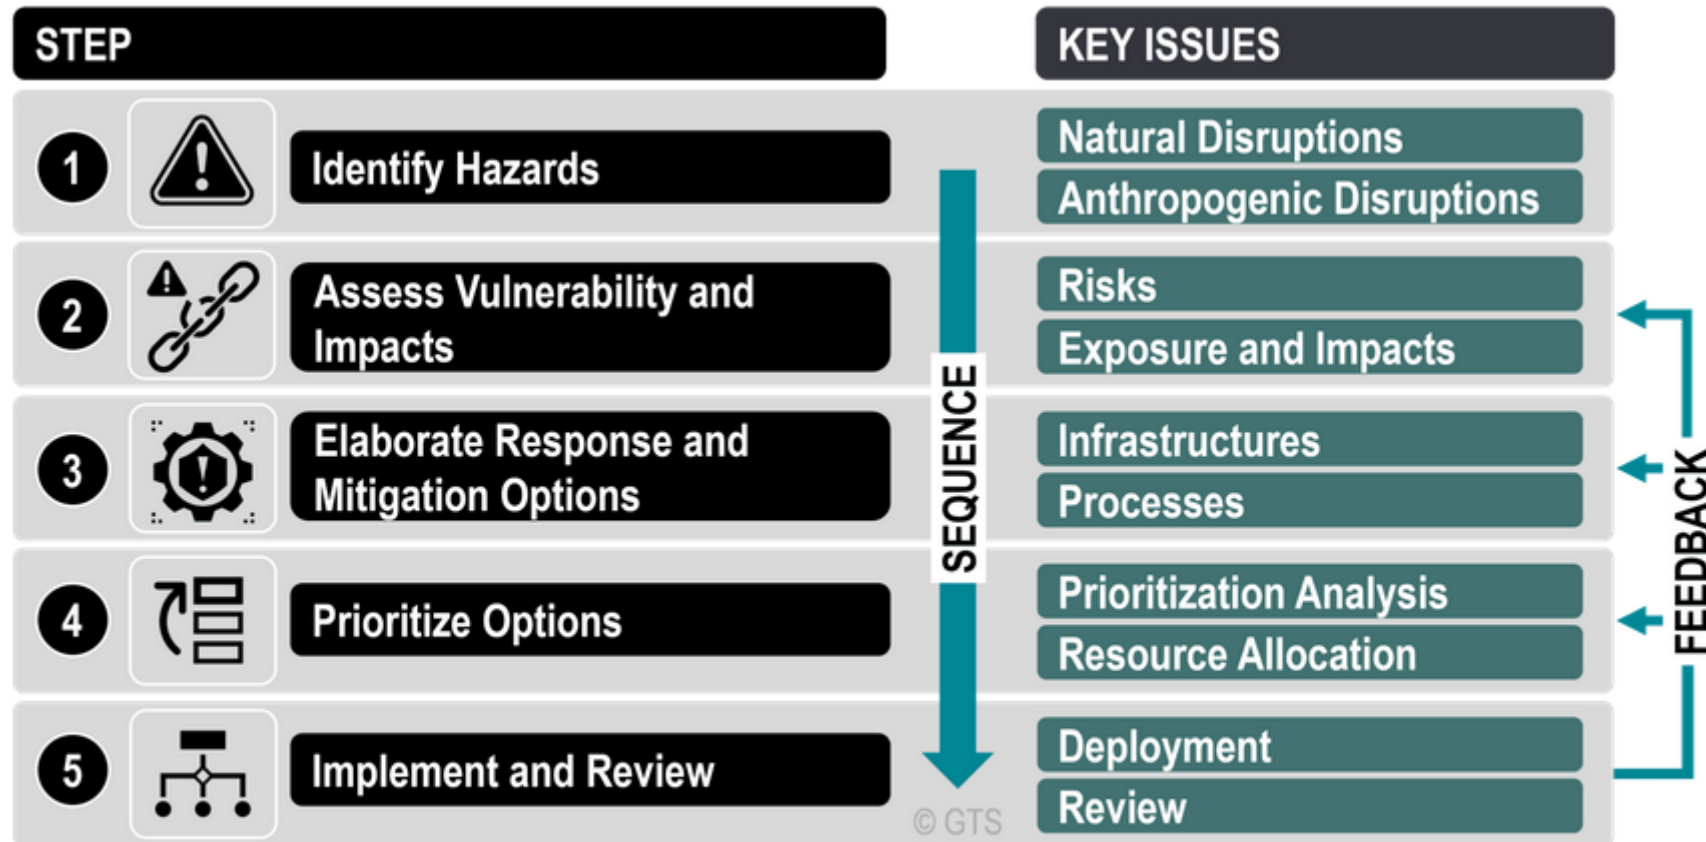 STEP
KEY ISSUES
1
Identify Hazards
Natural Disruptions
Anthropogenic Disruptions
2
Assess Vulnerability and
Impacts
Risks
Exposure and Impacts
3
Elaborate Response and
Mitigation Options
Infrastructures
Processes
4
Prioritize Options
Prioritization Analysis
Resource Allocation
5
Implement and Review
Deployment
Review
SEQUENCE
FEEDBACK
© GTS